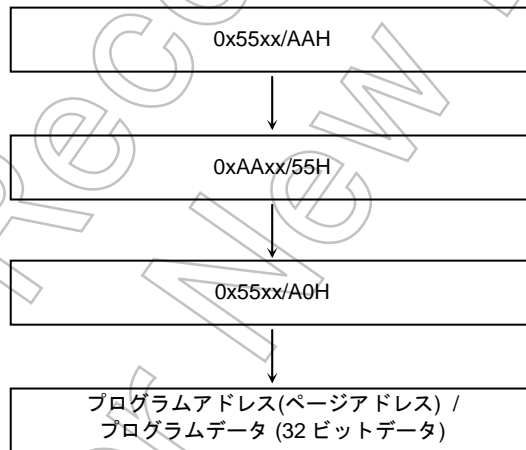 0x55xx/AAH
0xAAxx/55H
0x55xx/A0H
プログラムアドレス(ページアドレス) /
プログラムデータ (32 ビットデータ)